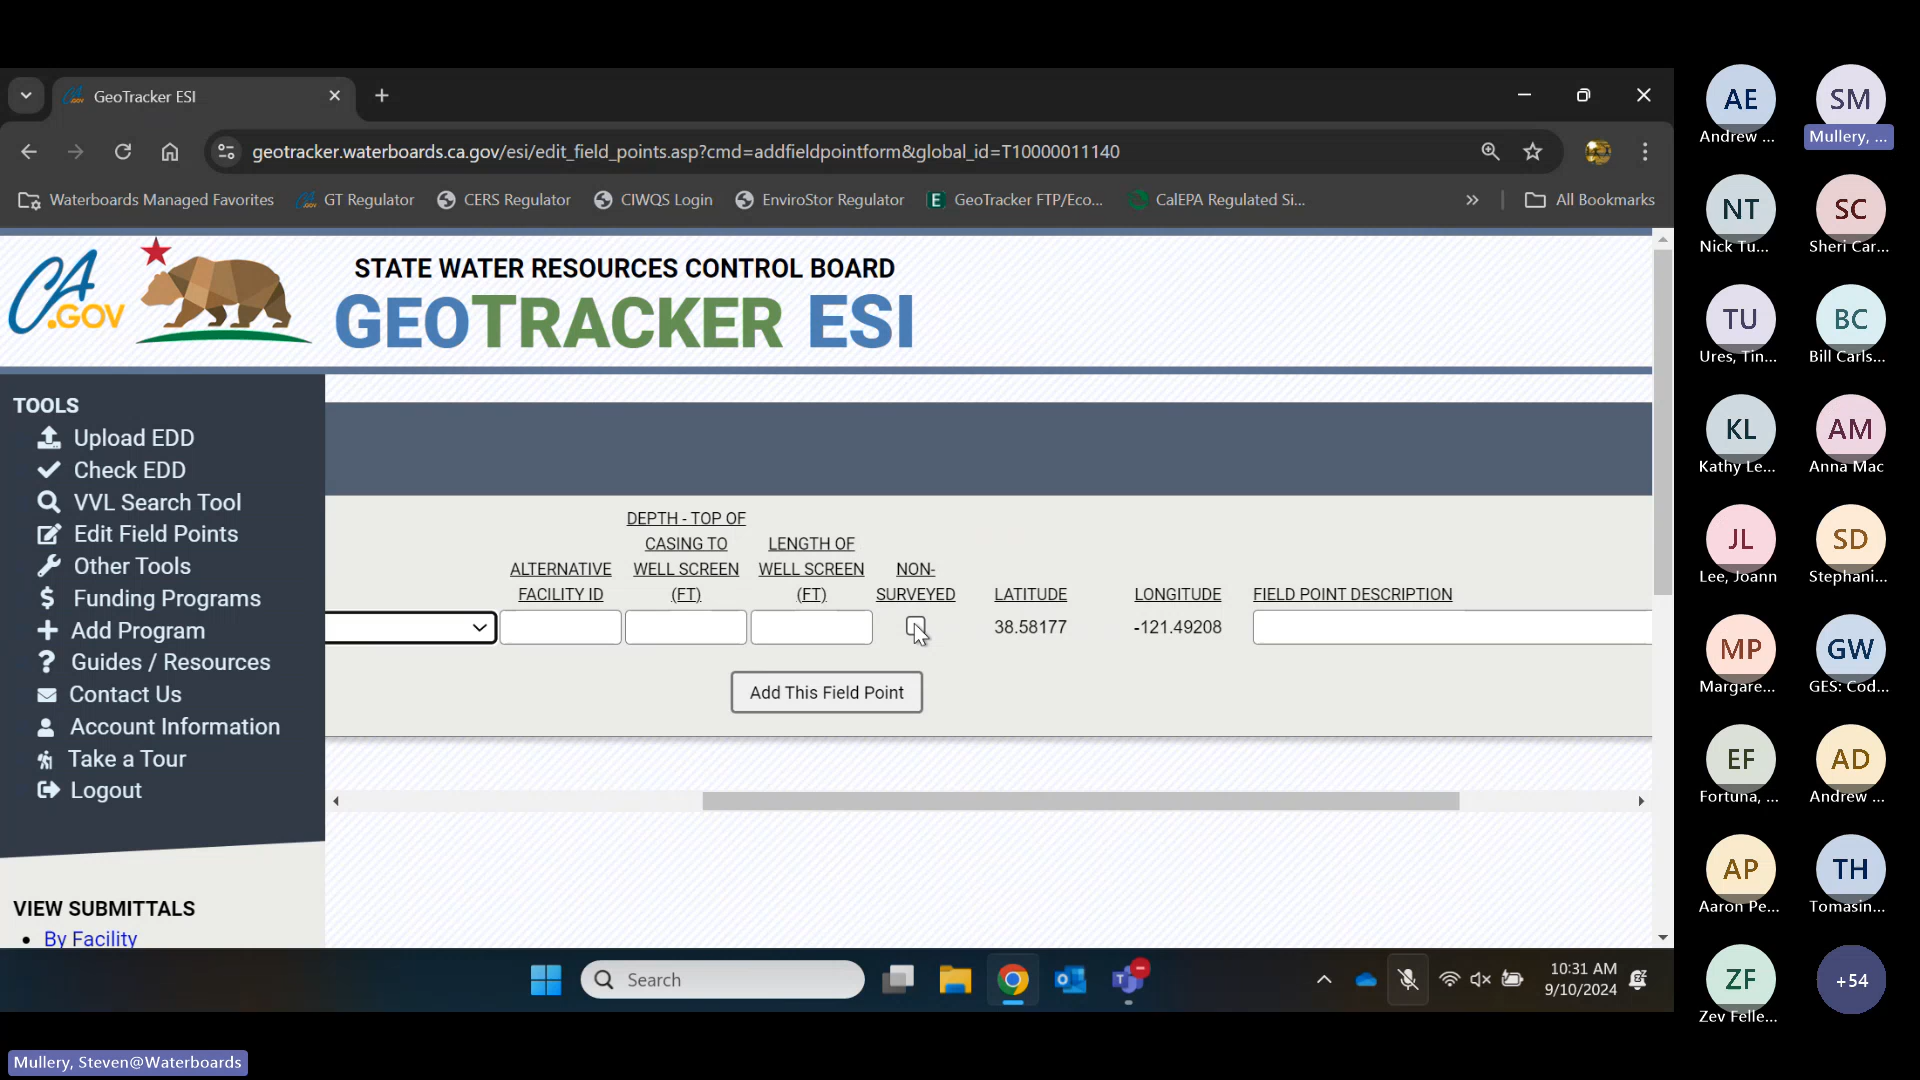 GeoTracker ESI
geotracker.waterboards.ca.gov/esi/edit_field_points.asp?cmd=addfieldpointform&global_id=T10000011140
Waterboards Managed Favorites
GT Regulator
CERS Regulator
CIWQS Login
EnviroStor Regulator
GeoTracker FTP/Eco...
CalEPA Regulated Si...
»
All Bookmarks
CA
.GOV
STATE WATER RESOURCES CONTROL BOARD
GEOTRACKER ESI
TOOLS
Upload EDD
Check EDD
VVL Search Tool
Edit Field Points
Other Tools
Funding Programs
Add Program
Guides / Resources
Contact Us
Account Information
Take a Tour
Logout
VIEW SUBMITTALS
By Facility
ALTERNATIVE
FACILITY ID
DEPTH - TOP OF
CASING TO
WELL SCREEN
(FT)
LENGTH OF
WELL SCREEN
(FT)
NON-
SURVEYED
LATITUDE
LONGITUDE
FIELD POINT DESCRIPTION
38.58177
-121.49208
Add This Field Point
Search
10:31 AM
9/10/2024
AE
Andrew ...
SM
Mullery, ...
NT
Nick Tu...
SC
Sheri Car...
TU
Ures, Tin...
BC
Bill Carls...
KL
Kathy Le...
AM
Anna Mac
JL
Lee, Joann
SD
Stephani...
MP
Margare...
GW
GES: Cod...
EF
Fortuna, ...
AD
Andrew ...
AP
Aaron Pe...
TH
Tomasin...
ZF
Zev Felle...
+54
Mullery, Steven@Waterboards